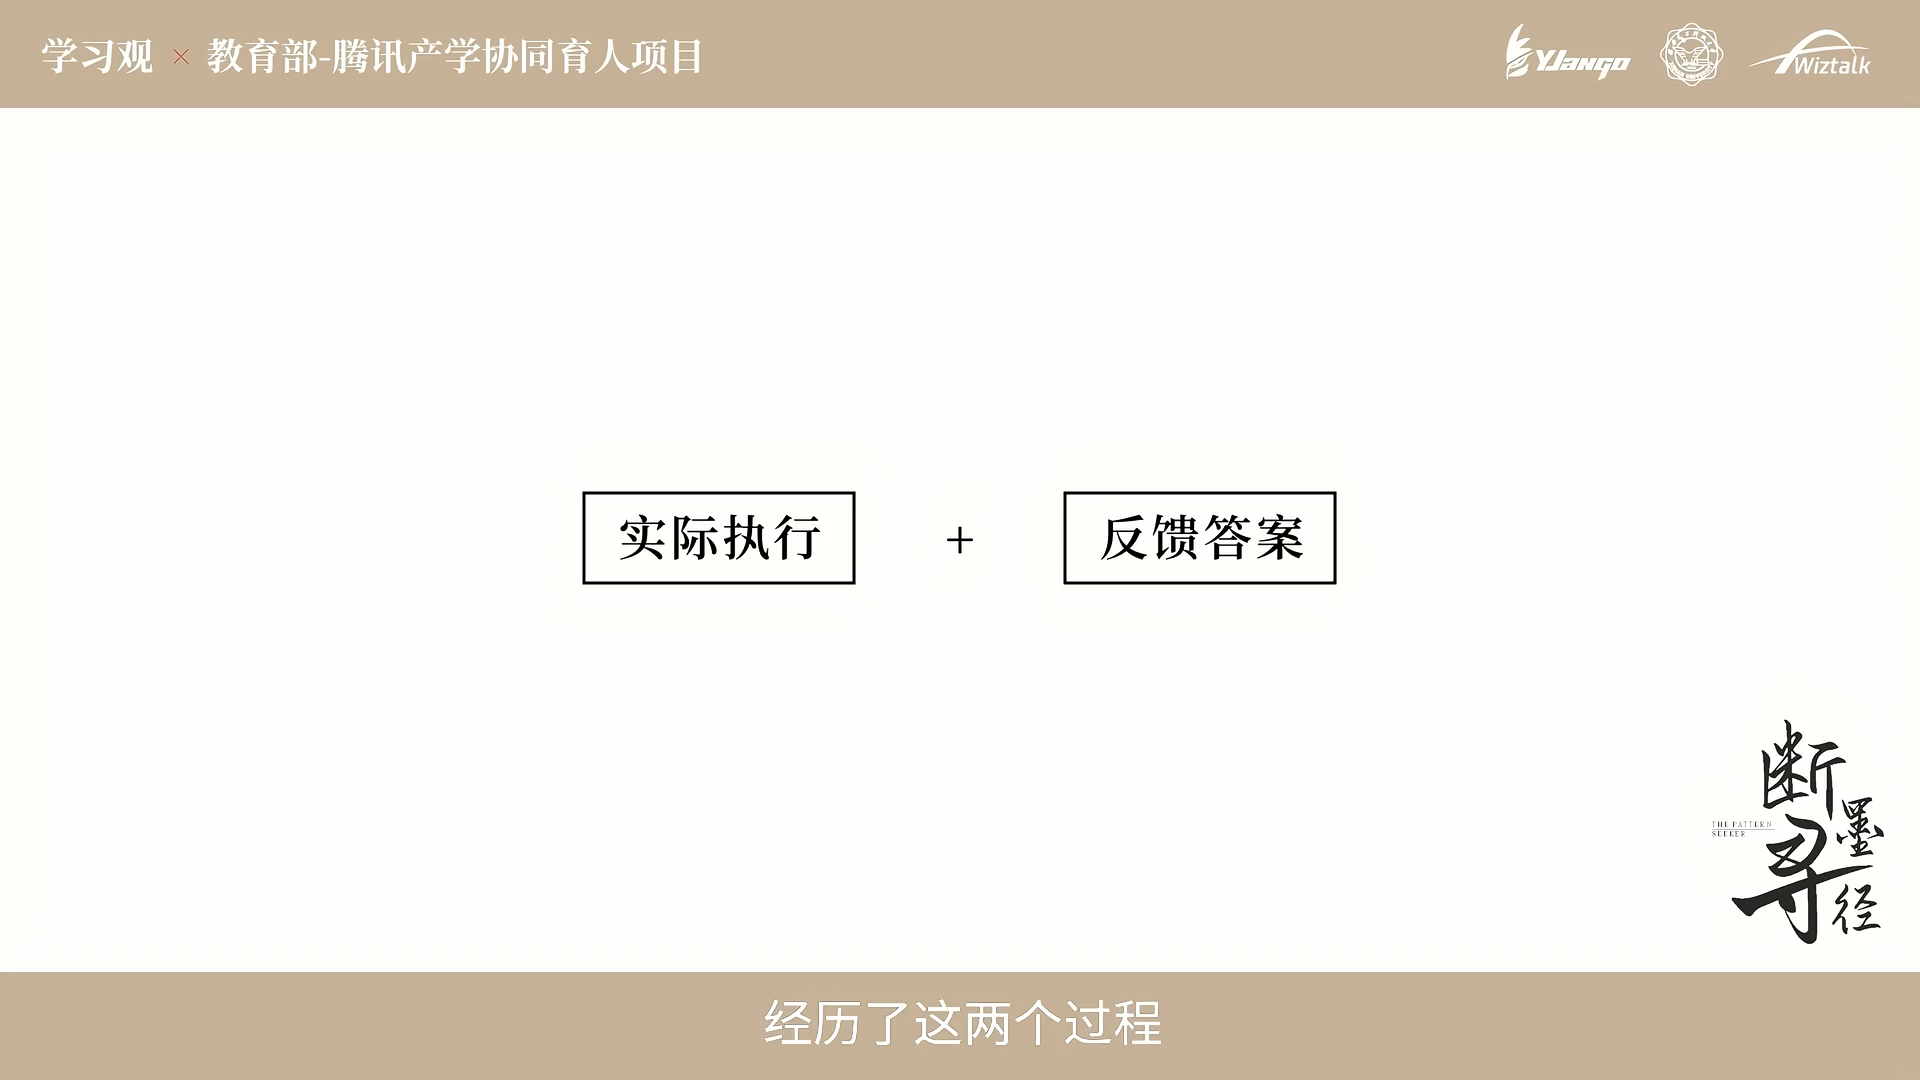 学习观 × 教育部-腾讯产学协同育人项目
YJango
Wiztalk
实际执行 + 反馈答案
断墨寻径
THE PATTERN
SEEKER
经历了这两个过程